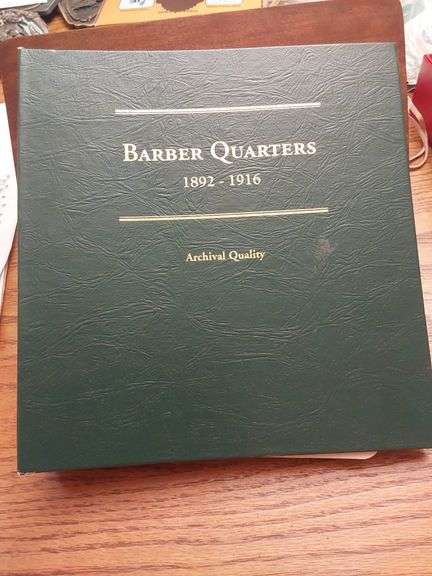 BARBER QUARTERS
1892 - 1916
Archival Quality